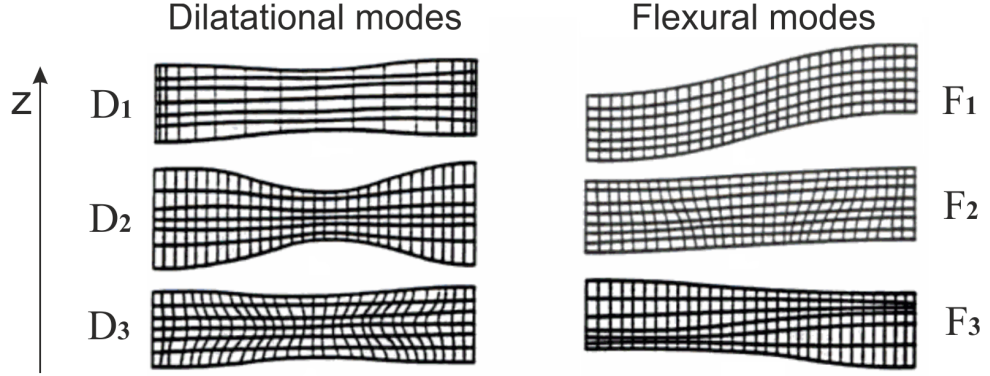 Dilatational modes
Flexural modes
z
D1
F1
D2
F2
D3
F3